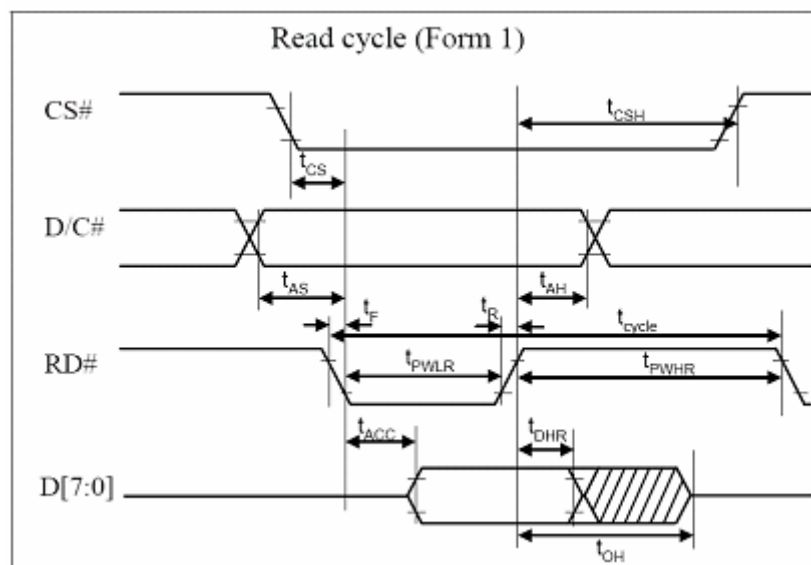 Read cycle (Form 1)
CS#
tCSH
tCS
D/C#
tAS
tAH
tF
tR
tcycle
RD#
tPWLR
tPWHR
tACC
tDHR
D[7:0]
tOH